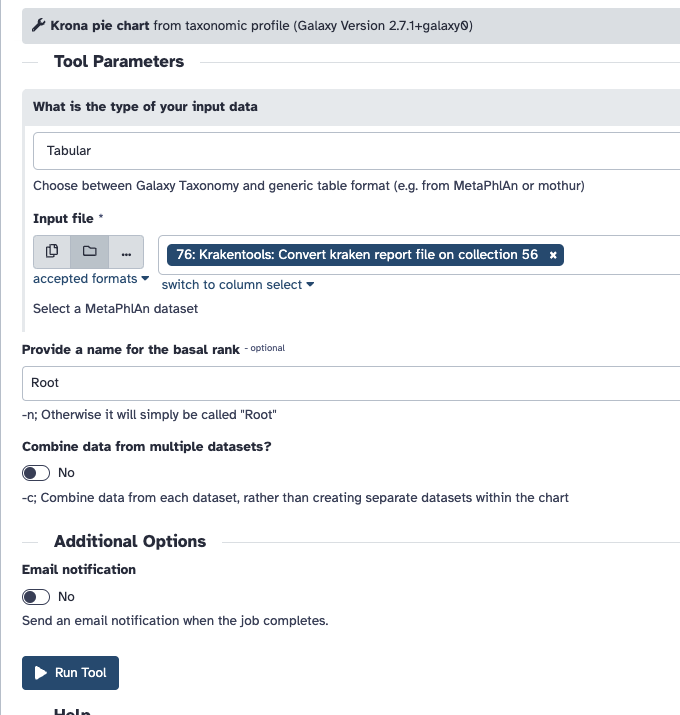 Krona pie chart from taxonomic profile (Galaxy Version 2.7.1+galaxy0)
Tool Parameters
What is the type of your input data
Tabular
Choose between Galaxy Taxonomy and generic table format (e.g. from MetaPhlAn or mothur)
Input file *
...
76: Krakentools: Convert kraken report file on collection 56 ×
accepted formats
switch to column select
Select a MetaPhlAn dataset
Provide a name for the basal rank - optional
Root
-n; Otherwise it will simply be called "Root"
Combine data from multiple datasets?
No
-c; Combine data from each dataset, rather than creating separate datasets within the chart
Additional Options
Email notification
No
Send an email notification when the job completes.
Run Tool
Help